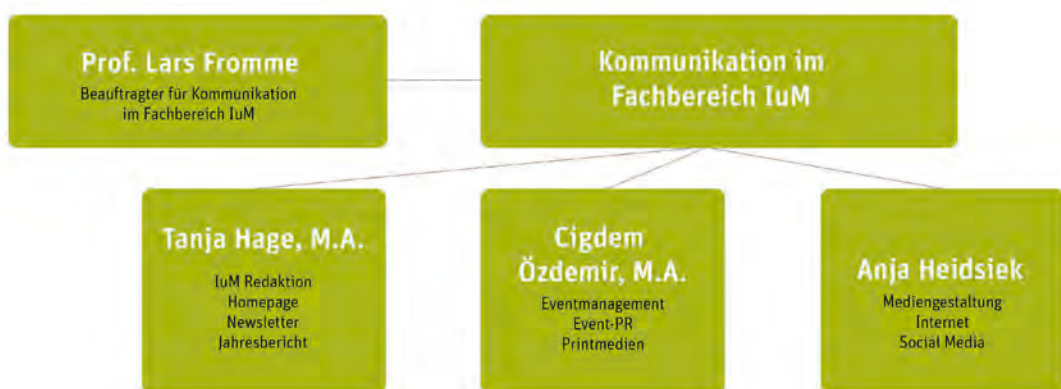 Prof. Lars Fromme
Beauftragter für Kommunikation
im Fachbereich IuM
Kommunikation im
Fachbereich IuM
Tanja Hage, M.A.
IuM Redaktion
Homepage
Newsletter
Jahresbericht
Cigdem
Özdemir, M.A.
Eventmanagement
Event-PR
Printmedien
Anja Heidsiek
Mediengestaltung
Internet
Social Media